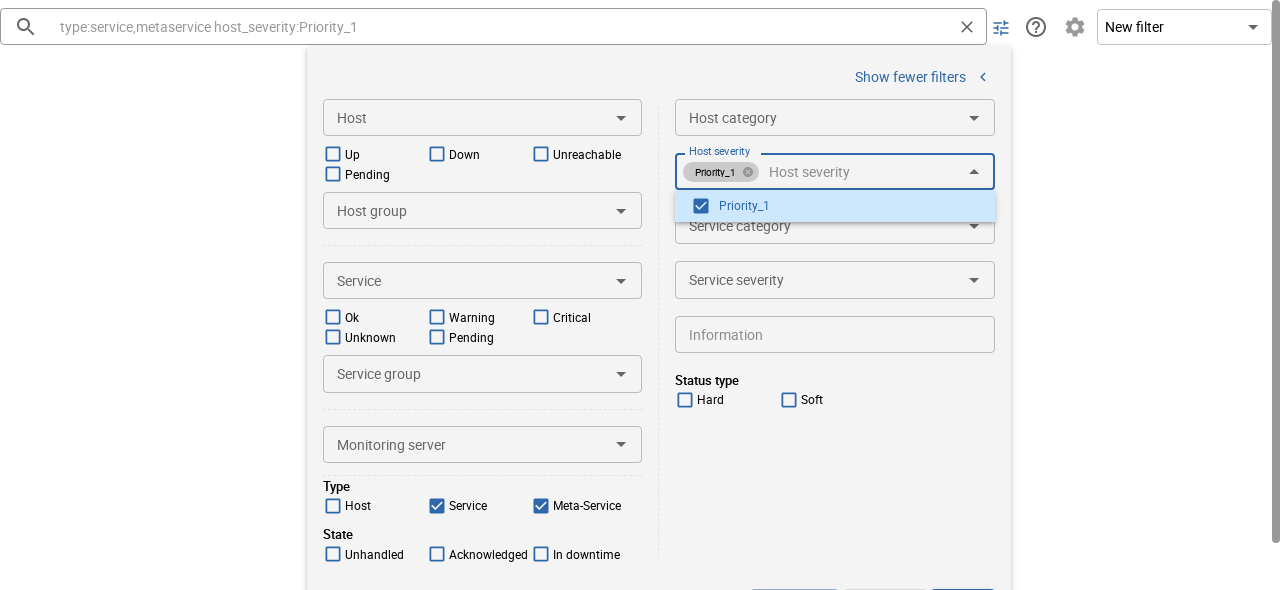 type:service,metaservice host_severity:Priority_1
New filter
Show fewer filters
Host
Up
Down
Unreachable
Pending
Host group
Service
Ok
Warning
Critical
Unknown
Pending
Service group
Monitoring server
Type
Host
Service
Meta-Service
State
Unhandled
Acknowledged
In downtime
Host category
Host severity
Priority_1
Host severity
Priority_1
Service category
Service severity
Information
Status type
Hard
Soft